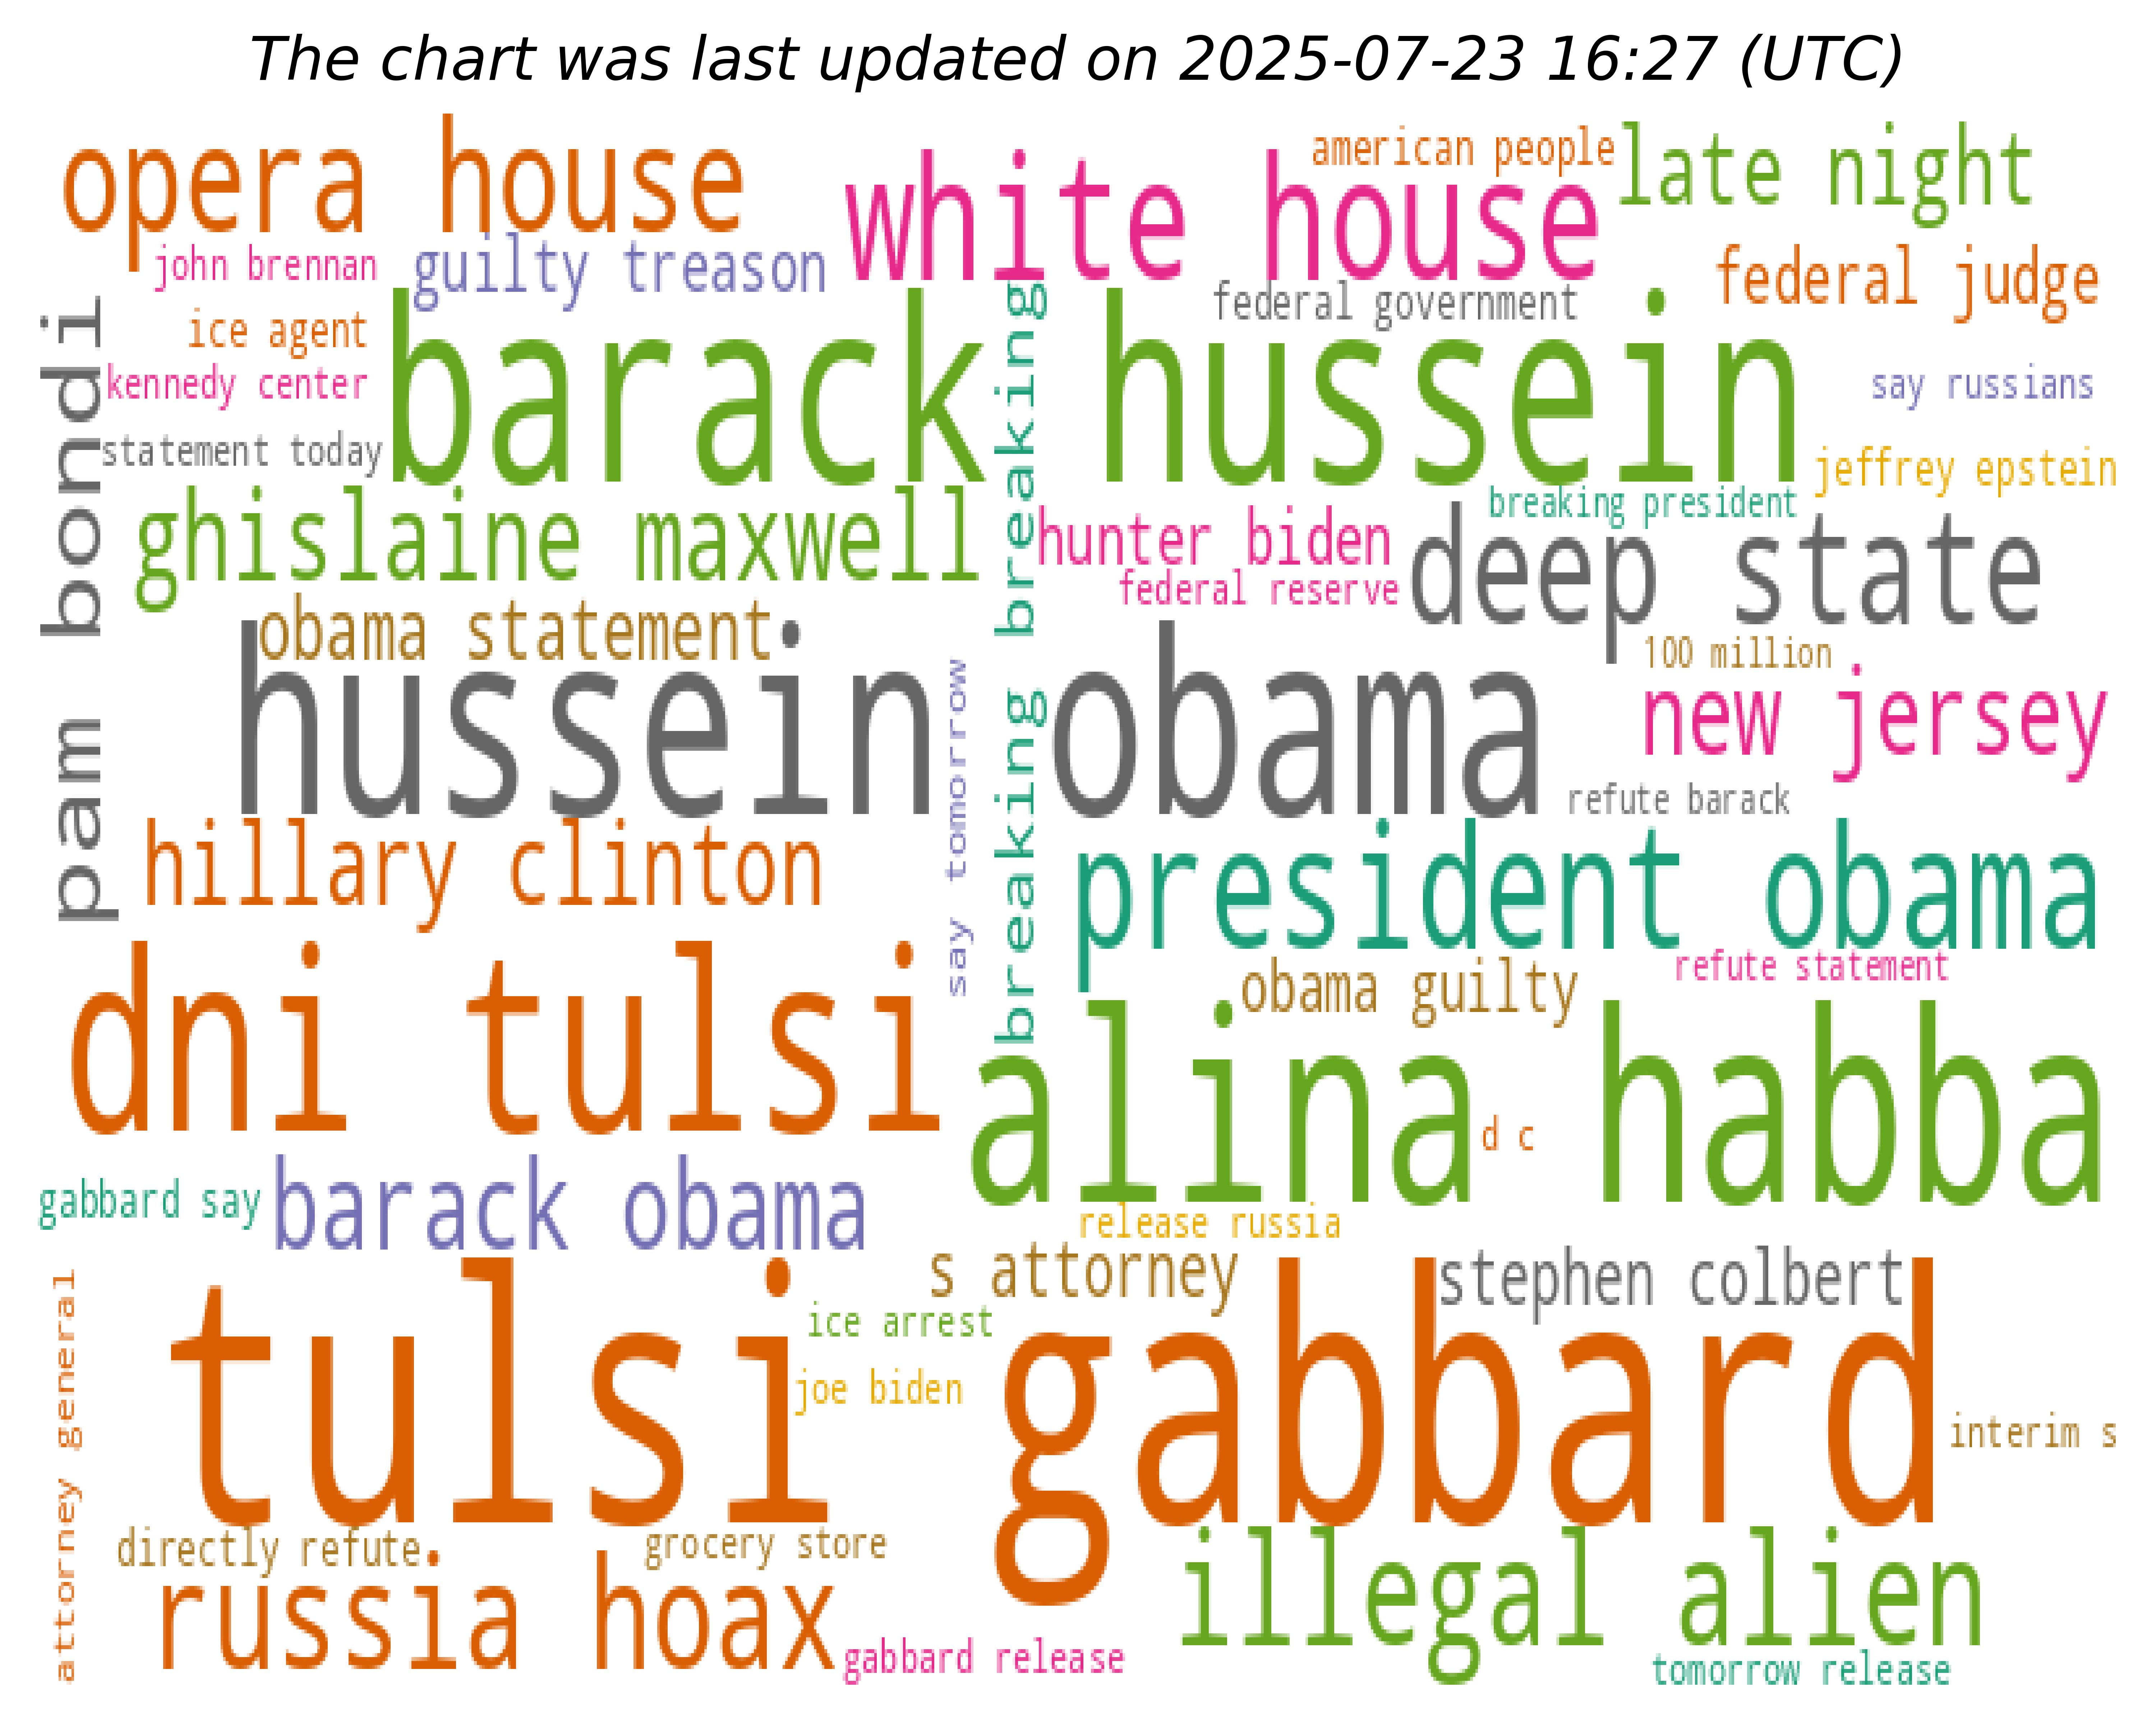 The chart was last updated on 2025-07-23 16:27 (UTC)
opera house
white house
american people
late night
john brennan
guilty treason
federal judge
federal government
ice agent
barack hussein
kennedy center
say russians
statement today
jeffrey epstein
pam bondi
breaking breaking
ghislaine maxwell
breaking president
hunter biden
deep state
federal reserve
obama statement
100 million
hussein obama
new jersey
say tomorrow
refute barack
hillary clinton
president obama
refute statement
obama guilty
dni tulsi
alina habba
d c
gabbard say
barack obama
release russia
s attorney
stephen colbert
ice arrest
tulsi gabbard
joe biden
interim s
attorney general
directly refute
grocery store
russia hoax
illegal alien
gabbard release
tomorrow release